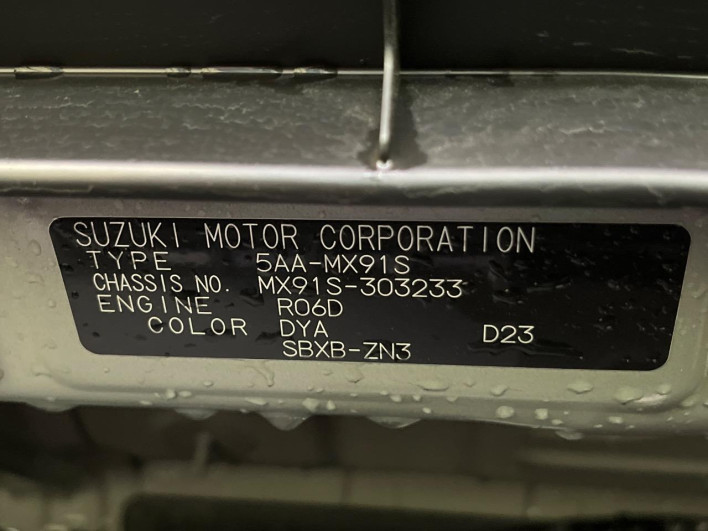 SUZUKI MOTOR CORPORATION
TYPE 5AA-MX91S
CHASSIS NO. MX91S-303233
ENGINE R06D
COLOR DYA D23
SBXB-ZN3